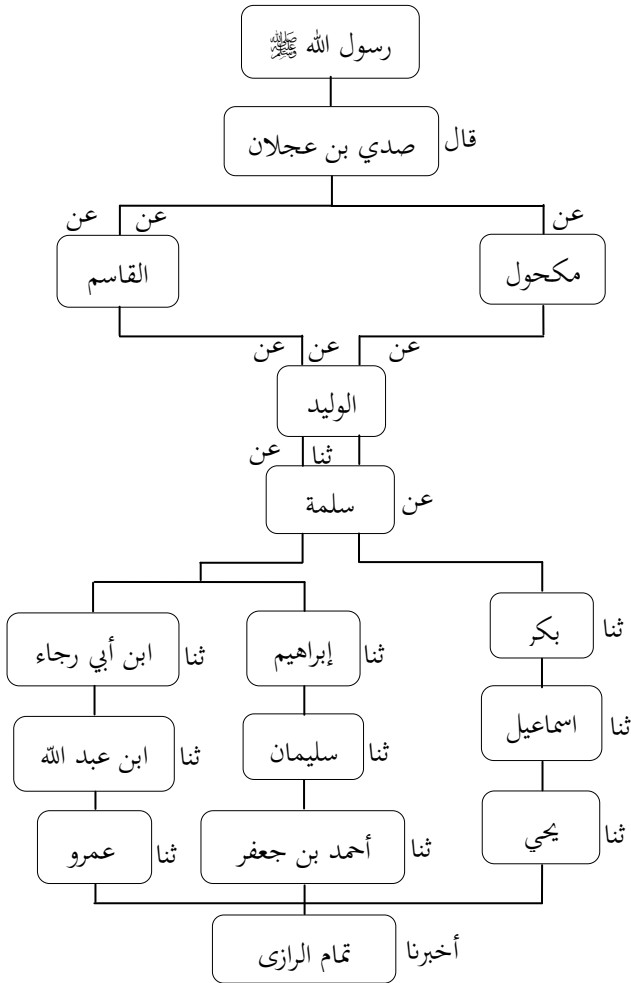 رسول الله ﷺ
قال
صدي بن عجلان
عن
عن
عن
مكحول
القاسم
عن
عن
عن
الوليد
ثنا
عن
عن
سلمة
ثنا
بكر
ثنا
إبراهيم
ثنا
ابن أبي رجاء
ثنا
اسماعيل
ثنا
سليمان
ثنا
ابن عبد الله
ثنا
يحي
ثنا
أحمد بن جعفر
ثنا
عمرو
أخبرنا
تمام الرازى